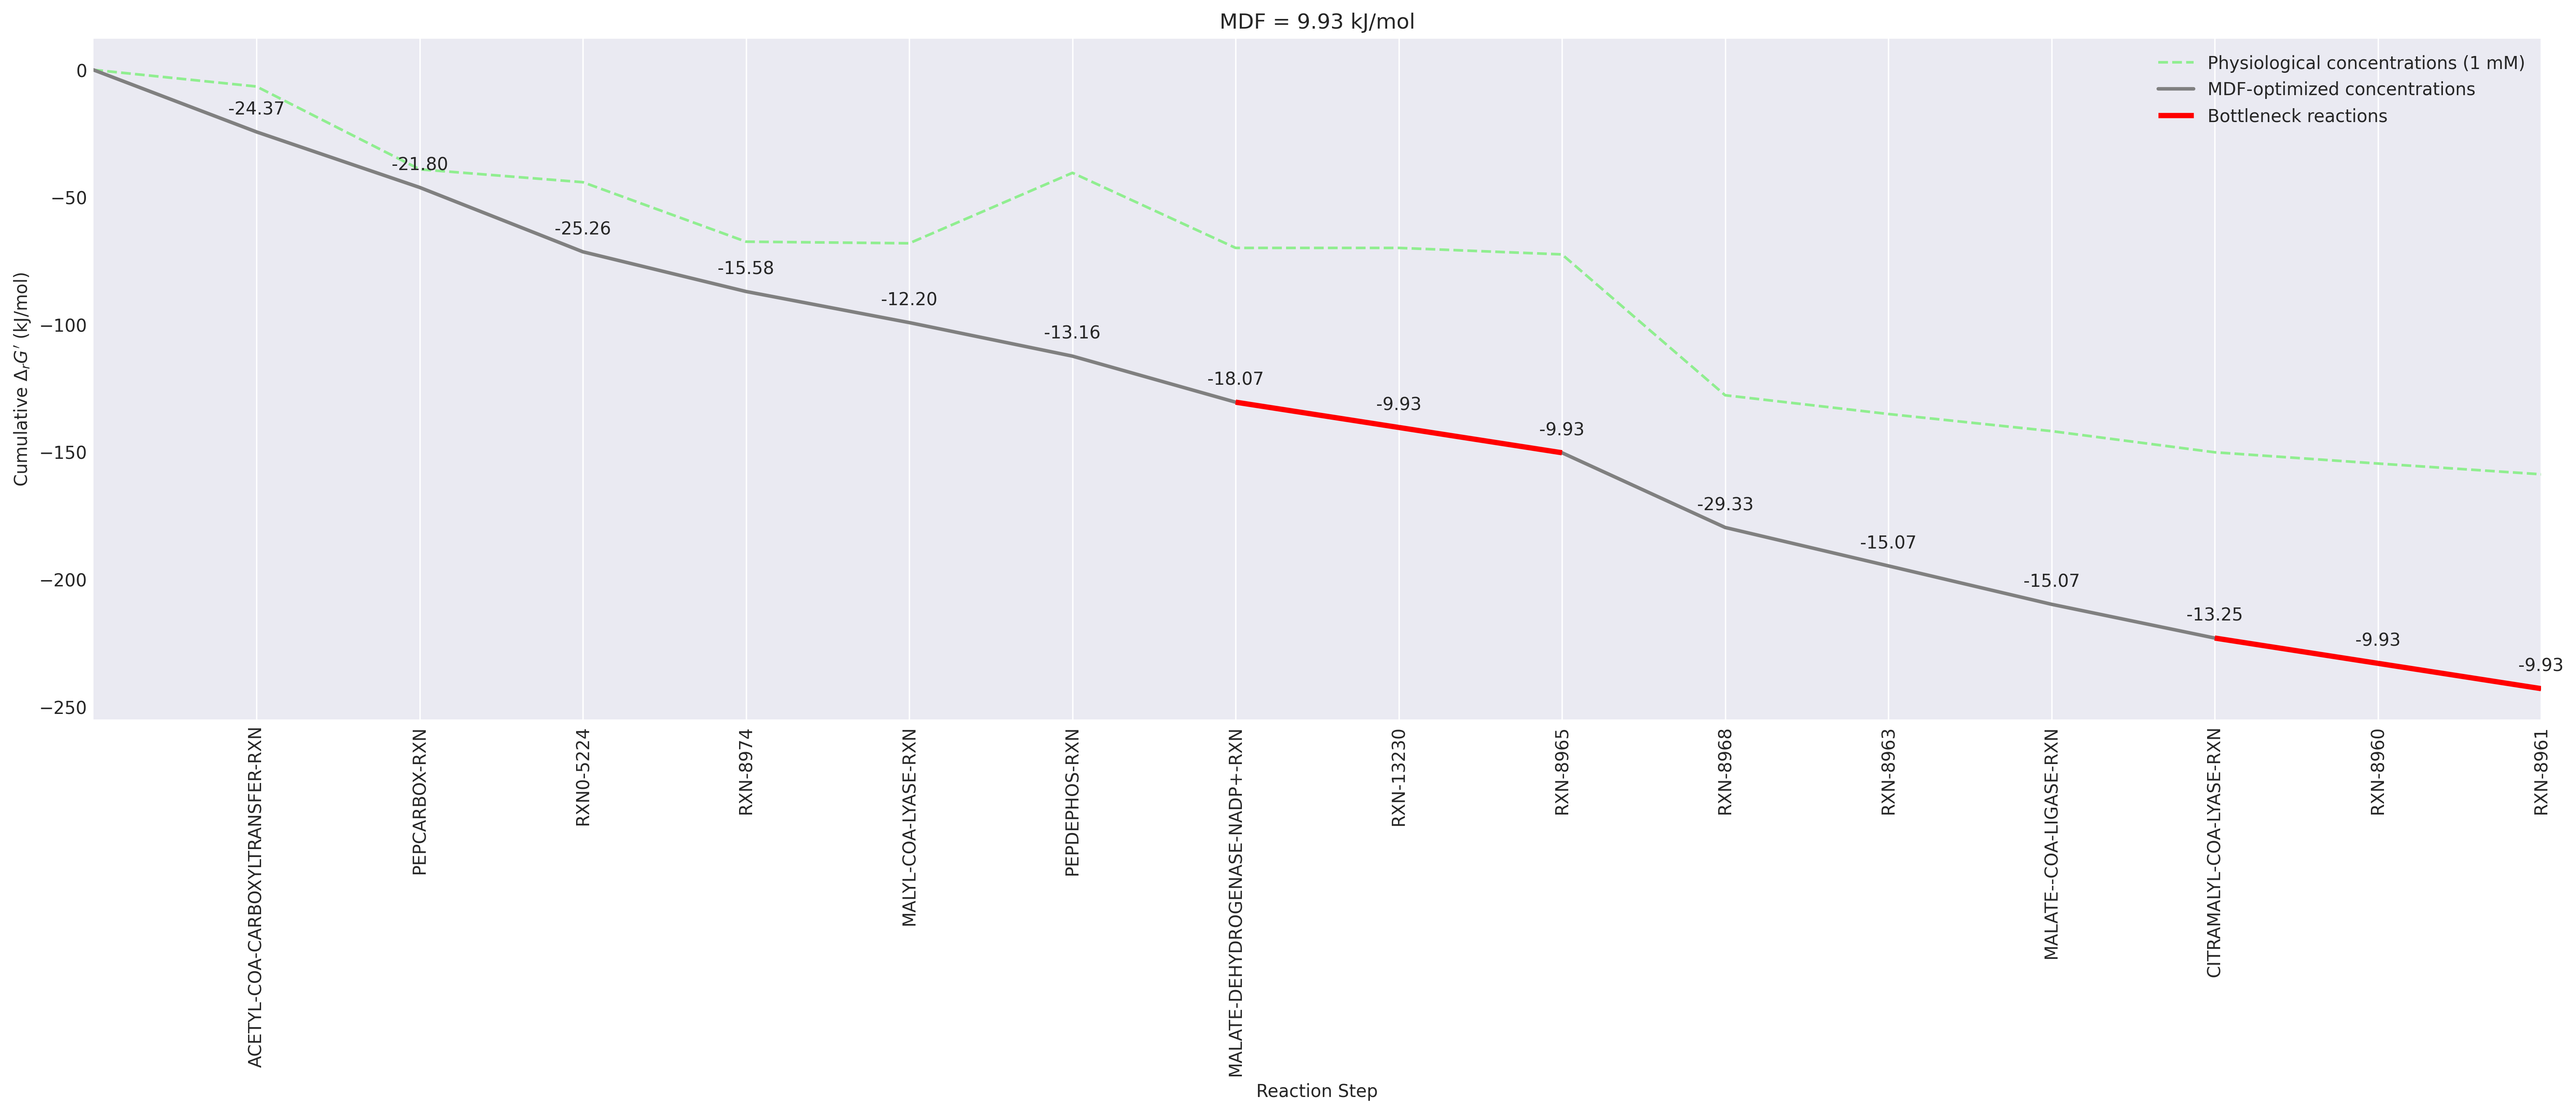 MDF = 9.93 kJ/mol
Cumulative ΔrG′ (kJ/mol)
0
−50
−100
−150
−200
−250
Physiological concentrations (1 mM)
MDF-optimized concentrations
Bottleneck reactions
-24.37
-21.80
-25.26
-15.58
-12.20
-13.16
-18.07
-9.93
-9.93
-29.33
-15.07
-15.07
-13.25
-9.93
-9.93
ACETYL-COA-CARBOXYLTRANSFER-RXN
PEPCARBOX-RXN
RXN0-5224
RXN-8974
MALYL-COA-LYASE-RXN
PEPDEPHOS-RXN
MALATE-DEHYDROGENASE-NADP+-RXN
RXN-13230
RXN-8965
RXN-8968
RXN-8963
MALATE--COA-LIGASE-RXN
CITRAMALYL-COA-LYASE-RXN
RXN-8960
RXN-8961
Reaction Step